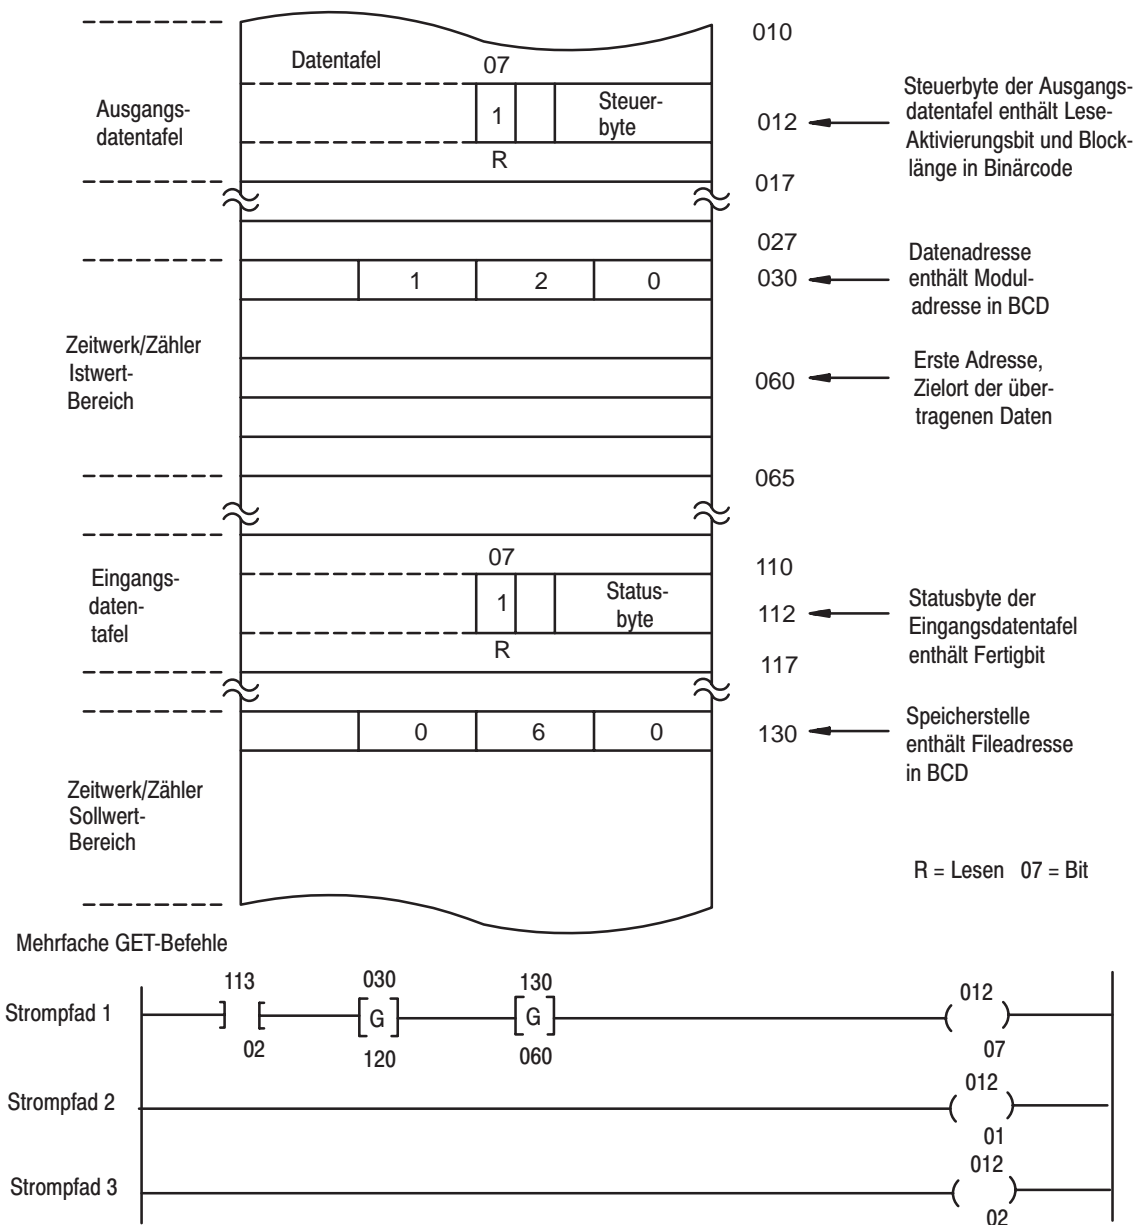 010
Datentafel
07
Ausgangs-
datentafel
1
Steuer-
byte
012
Steuerbyte der Ausgangs-
datentafel enthält Lese-
Aktivierungsbit und Block-
länge in Binärcode
R
017
027
030
1 2 0
Datenadresse
enthält Modul-
adresse in BCD
Zeitwerk/Zähler
Istwert-
Bereich
060
Erste Adresse,
Zielort der über-
tragenen Daten
065
07
110
Eingangs-
daten-
tafel
1
Status-
byte
112
Statusbyte der
Eingangsdatentafel
enthält Fertigbit
R
117
0 6 0
130
Speicherstelle
enthält Fileadresse
in BCD
Zeitwerk/Zähler
Sollwert-
Bereich
R = Lesen 07 = Bit
Mehrfache GET-Befehle
113 030 130 012
Strompfad 1
G G
02 120 060 07
012
Strompfad 2
01
012
Strompfad 3
02